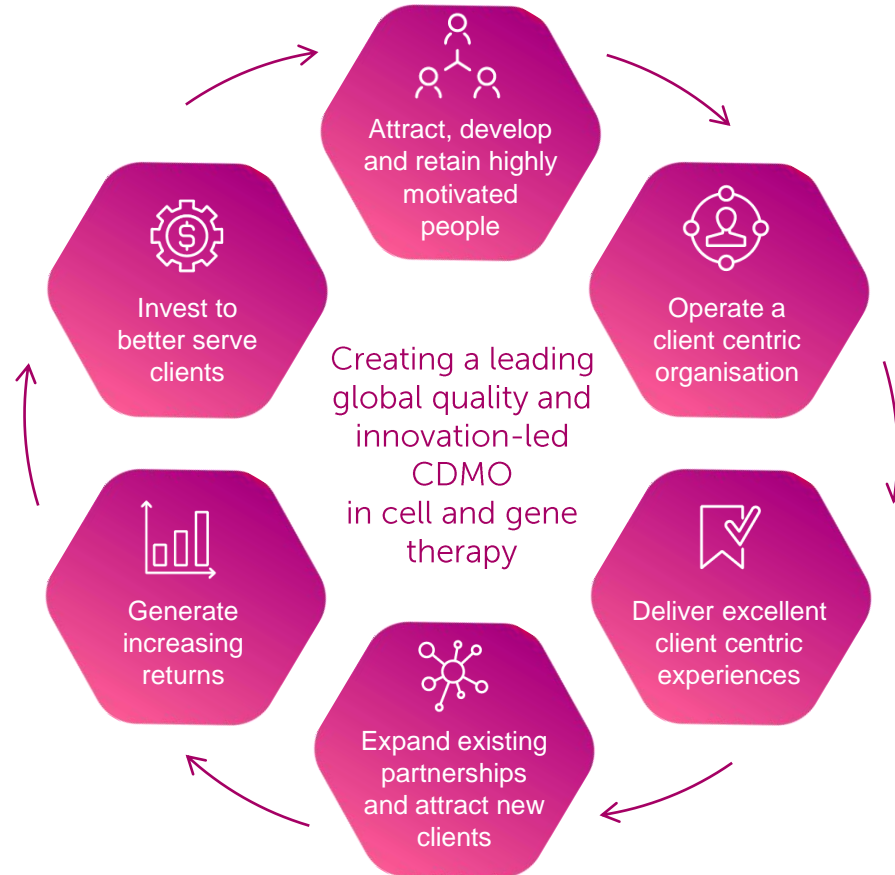 Attract, develop
and retain highly
motivated
people
Operate a
client centric
organisation
Deliver excellent
client centric
experiences
Expand existing
partnerships
and attract new
clients
Generate
increasing
returns
$
Invest to
better serve
clients
Creating a leading
global quality and
innovation-led
CDMO
in cell and gene
therapy